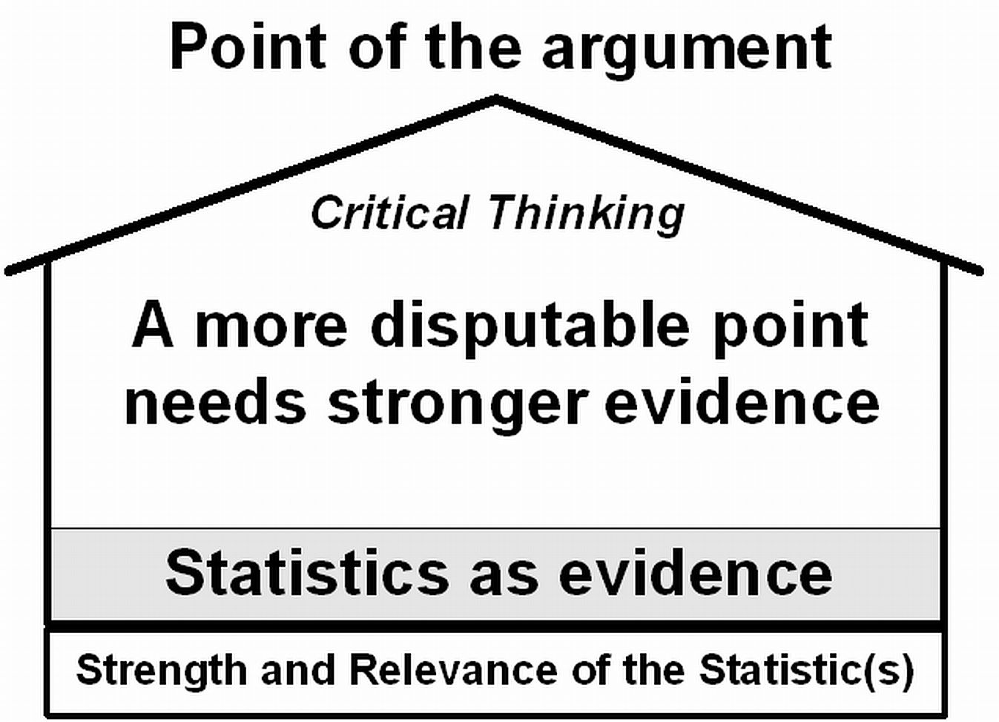 Point of the argument
Critical Thinking
A more disputable point
needs stronger evidence
Statistics as evidence
Strength and Relevance of the Statistic(s)